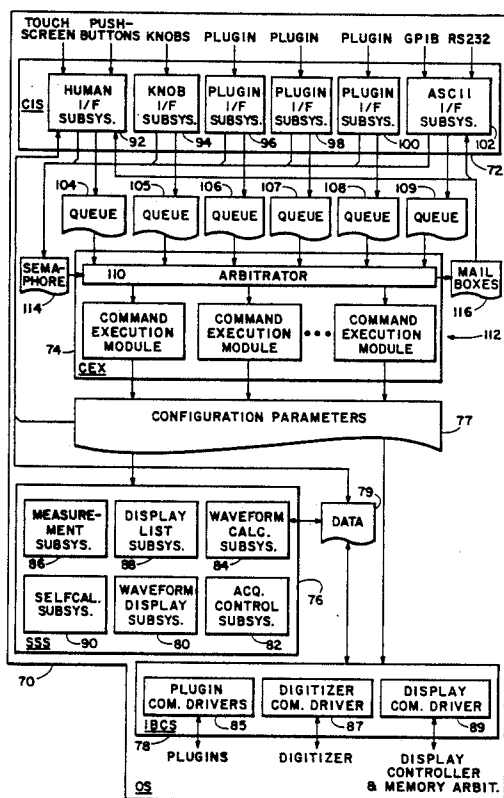 TOUCH- PUSH-
SCREEN BUTTONS KNOBS PLUGIN PLUGIN PLUGIN GPIB RS232
CIS
HUMAN I/F SUBSYS.
KNOB I/F SUBSYS.
PLUGIN I/F SUBSYS.
PLUGIN I/F SUBSYS.
PLUGIN I/F SUBSYS.
ASCII I/F SUBSYS.
92 94 96 98 100 102
72
104 105 106 107 108 109
QUEUE QUEUE QUEUE QUEUE QUEUE QUEUE
SEMA-
PHORE
114
110 ARBITRATOR
MAIL
BOXES
116
COMMAND EXECUTION MODULE
COMMAND EXECUTION MODULE
COMMAND EXECUTION MODULE
74
CEX
112
CONFIGURATION PARAMETERS
77
MEASURE-
MENT
SUBSYS.
86
DISPLAY
LIST
SUBSYS.
88
WAVEFORM
CALC.
SUBSYS.
84
79
DATA
SELFCAL.
SUBSYS.
90
WAVEFORM
DISPLAY
SUBSYS.
80
ACQ.
CONTROL
SUBSYS.
82
76
SSS
70
PLUGIN
COM. DRIVERS
85
DIGITIZER
COM. DRIVER
87
DISPLAY
COM. DRIVER
89
IBCS
78
PLUGINS DIGITIZER DISPLAY
CONTROLLER
& MEMORY ARBIT.
OS